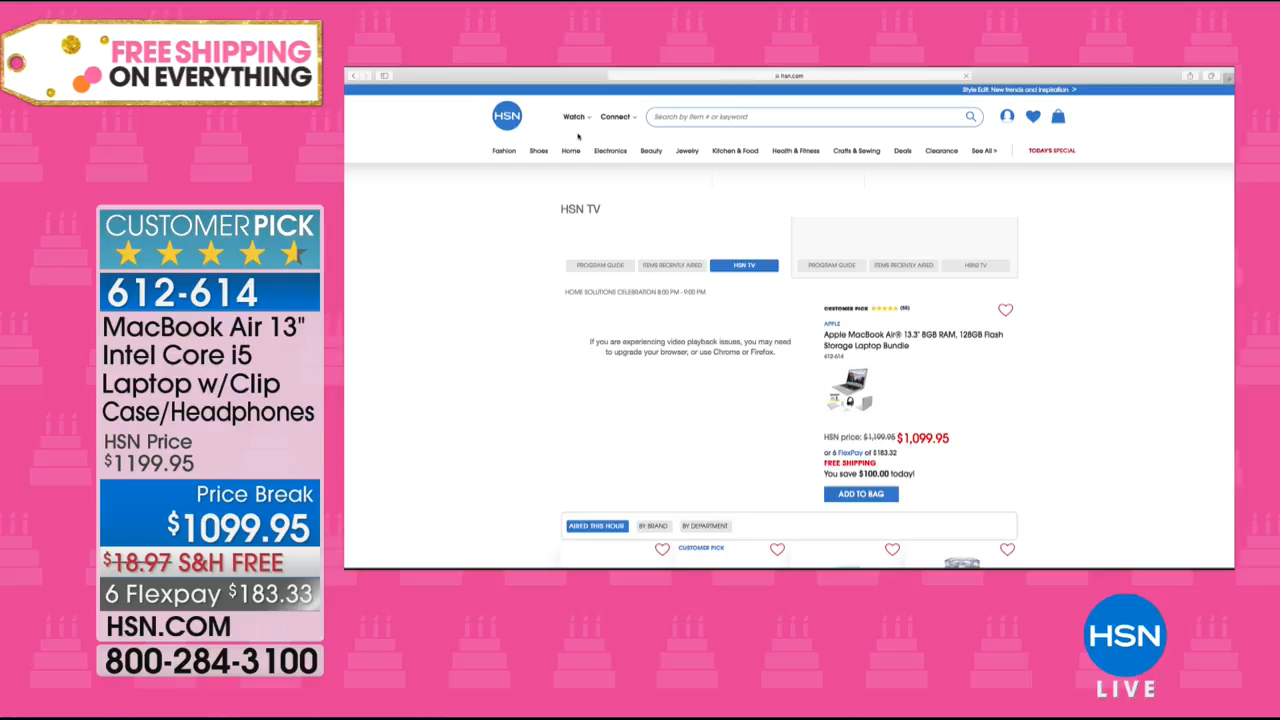 FREE SHIPPING
ON EVERYTHING
CUSTOMER PICK
612-614
MacBook Air 13"
Intel Core i5
Laptop w/Clip
Case/Headphones
HSN Price
$1199.95
Price Break
$1099.95
$18.97 S&H FREE
6 Flexpay $183.33
HSN.COM
800-284-3100
hsn.com
Style Edit: New trends and inspiration >
HSN
Watch
Connect
Search by item # or keyword
Fashion Shoes Home Electronics Beauty Jewelry Kitchen & Food Health & Fitness Crafts & Sewing Deals Clearance See All > TODAY'S SPECIAL
HSN TV
PROGRAM GUIDE ITEMS RECENTLY AIRED HSN TV
PROGRAM GUIDE ITEMS RECENTLY AIRED HSN2 TV
HOME SOLUTIONS CELEBRATION 8:00 PM - 9:00 PM
If you are experiencing video playback issues, you may need
to upgrade your browser, or use Chrome or Firefox.
CUSTOMER PICK
APPLE
Apple MacBook Air® 13.3" 8GB RAM, 128GB Flash
Storage Laptop Bundle
612-614
HSN price: $1,199.95 $1,099.95
or 6 FlexPay of $183.32
FREE SHIPPING
You save $100.00 today!
ADD TO BAG
AIRED THIS HOUR BY BRAND BY DEPARTMENT
CUSTOMER PICK
HSN
LIVE